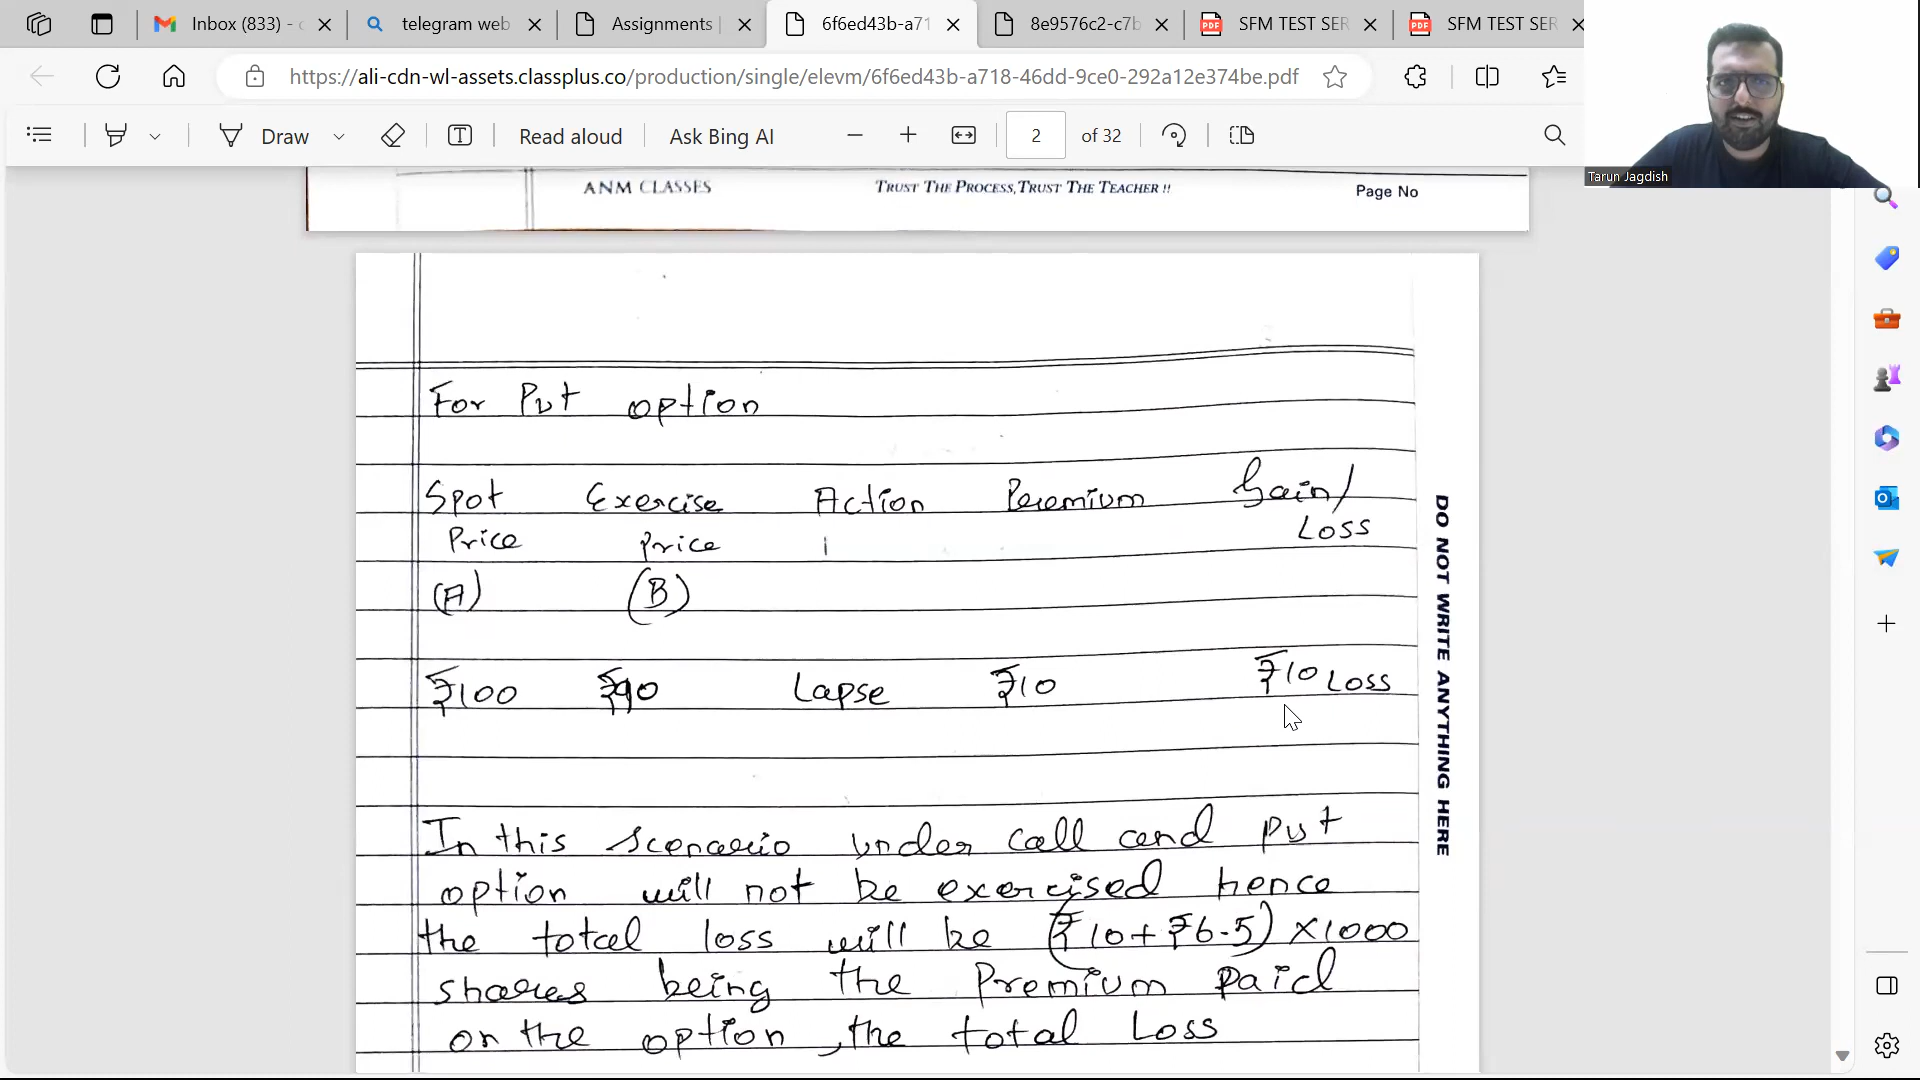 Inbox (833) - c
telegram web
Assignments |
6f6ed43b-a71
8e9576c2-c7b
SFM TEST SER
SFM TEST SER
https://ali-cdn-wl-assets.classplus.co/production/single/elevm/6f6ed43b-a718-46dd-9ce0-292a12e374be.pdf
Draw
Read aloud
Ask Bing AI
2 of 32
Tarun Jagdish
ANM CLASSES TRUST THE PROCESS, TRUST THE TEACHER !! Page No
For Put option
Spot Exercise Action Premium Gain/
Price Price Loss
(A) (B)
₹100 ₹90 Lapse ₹10 ₹10 Loss
In this scenario under call and put
option will not be exercised hence
the total loss will be (₹10 + ₹6.5) ×1000
shares being the Premium paid
on the option, the total Loss
DO NOT WRITE ANYTHING HERE